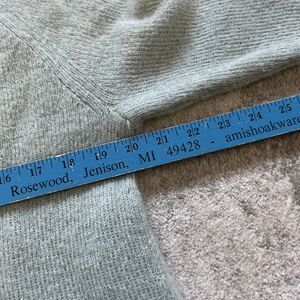 16 17 18 19 20 21 22 23 24 25
Rosewood, Jenison, MI 49428 - amishoakware